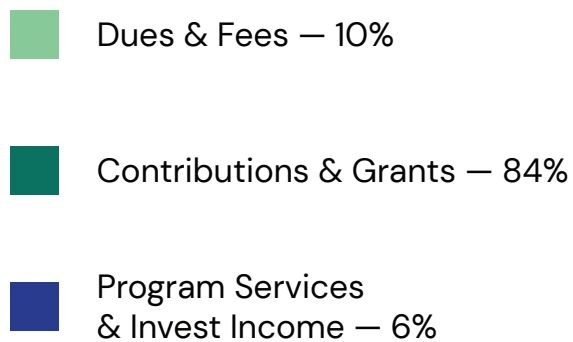 Dues & Fees — 10%
Contributions & Grants — 84%
Program Services
& Invest Income — 6%